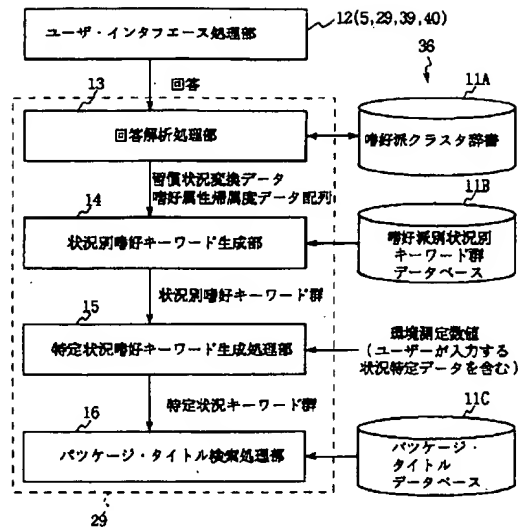 ユーザ・インタフエース処理部
12(5,29,39,40)
36
13
回答
11A
回答解析処理部
嗜好派クラスタ辞書
習慣状況変換データ
嗜好属性帰属度データ配列
14
11B
状況別嗜好キーワード生成部
嗜好派別状況別
キーワード群
データベース
状況別嗜好キーワード群
15
特定状況嗜好キーワード生成処理部
環境測定数値
(ユーザーが入力する
状況特定データを含む)
特定状況キーワード群
16
11C
パツケージ・タイトル検索処理部
パツケージ・
タイトル
データベース
29